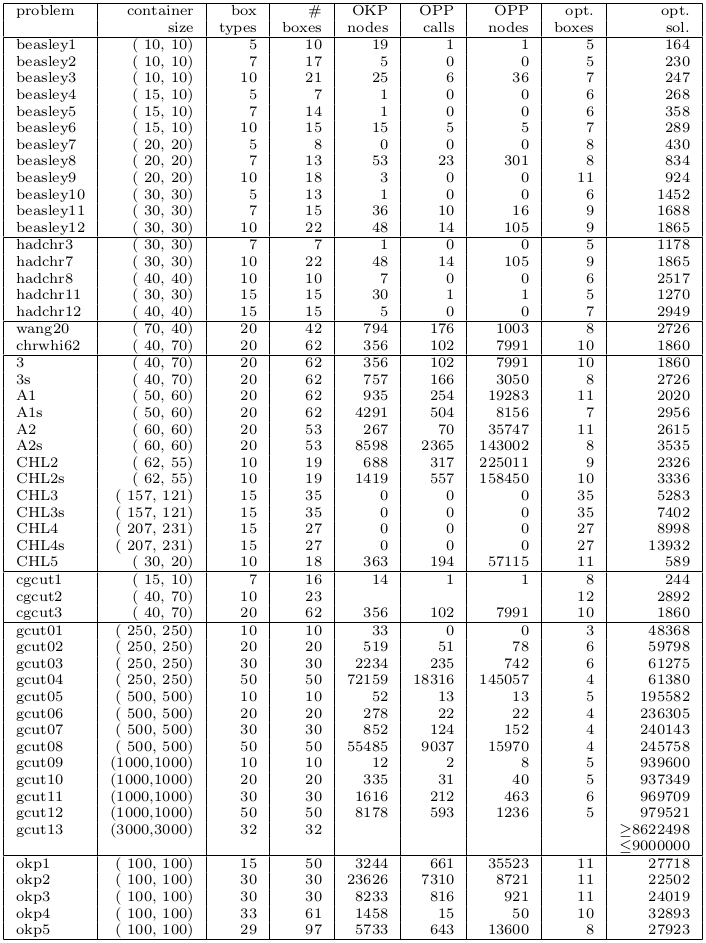 problem container box # OKP OPP OPP opt. opt.
size types boxes nodes calls nodes boxes sol.
beasley1 ( 10, 10) 5 10 19 1 1 5 164
beasley2 ( 10, 10) 7 17 5 0 0 5 230
beasley3 ( 10, 10) 10 21 25 6 36 7 247
beasley4 ( 15, 10) 5 7 1 0 0 6 268
beasley5 ( 15, 10) 7 14 1 0 0 6 358
beasley6 ( 15, 10) 10 15 15 5 5 7 289
beasley7 ( 20, 20) 5 8 0 0 0 8 430
beasley8 ( 20, 20) 7 13 53 23 301 8 834
beasley9 ( 20, 20) 10 18 3 0 0 11 924
beasley10 ( 30, 30) 5 13 1 0 0 6 1452
beasley11 ( 30, 30) 7 15 36 10 16 9 1688
beasley12 ( 30, 30) 10 22 48 14 105 9 1865
hadchr3 ( 30, 30) 7 7 1 0 0 5 1178
hadchr7 ( 30, 30) 10 22 48 14 105 9 1865
hadchr8 ( 40, 40) 10 10 7 0 0 6 2517
hadchr11 ( 30, 30) 15 15 30 1 1 5 1270
hadchr12 ( 40, 40) 15 15 5 0 0 7 2949
wang20 ( 70, 40) 20 42 794 176 1003 8 2726
chrwhi62 ( 40, 70) 20 62 356 102 7991 10 1860
3 ( 40, 70) 20 62 356 102 7991 10 1860
3s ( 40, 70) 20 62 757 166 3050 8 2726
A1 ( 50, 60) 20 62 935 254 19283 11 2020
A1s ( 50, 60) 20 62 4291 504 8156 7 2956
A2 ( 60, 60) 20 53 267 70 35747 11 2615
A2s ( 60, 60) 20 53 8598 2365 143002 8 3535
CHL2 ( 62, 55) 10 19 688 317 225011 9 2326
CHL2s ( 62, 55) 10 19 1419 557 158450 10 3336
CHL3 ( 157, 121) 15 35 0 0 0 35 5283
CHL3s ( 157, 121) 15 35 0 0 0 35 7402
CHL4 ( 207, 231) 15 27 0 0 0 27 8998
CHL4s ( 207, 231) 15 27 0 0 0 27 13932
CHL5 ( 30, 20) 10 18 363 194 57115 11 589
cgcut1 ( 15, 10) 7 16 14 1 1 8 244
cgcut2 ( 40, 70) 10 23 12 2892
cgcut3 ( 40, 70) 20 62 356 102 7991 10 1860
gcut01 ( 250, 250) 10 10 33 0 0 3 48368
gcut02 ( 250, 250) 20 20 519 51 78 6 59798
gcut03 ( 250, 250) 30 30 2234 235 742 6 61275
gcut04 ( 250, 250) 50 50 72159 18316 145057 4 61380
gcut05 ( 500, 500) 10 10 52 13 13 5 195582
gcut06 ( 500, 500) 20 20 278 22 22 4 236305
gcut07 ( 500, 500) 30 30 852 124 152 4 240143
gcut08 ( 500, 500) 50 50 55485 9037 15970 4 245758
gcut09 (1000,1000) 10 10 12 2 8 5 939600
gcut10 (1000,1000) 20 20 335 31 40 5 937349
gcut11 (1000,1000) 30 30 1616 212 463 6 969709
gcut12 (1000,1000) 50 50 8178 593 1236 5 979521
gcut13 (3000,3000) 32 32 ≥8622498
≤9000000
okp1 ( 100, 100) 15 50 3244 661 35523 11 27718
okp2 ( 100, 100) 30 30 23626 7310 8721 11 22502
okp3 ( 100, 100) 30 30 8233 816 921 11 24019
okp4 ( 100, 100) 33 61 1458 15 50 10 32893
okp5 ( 100, 100) 29 97 5733 643 13600 8 27923